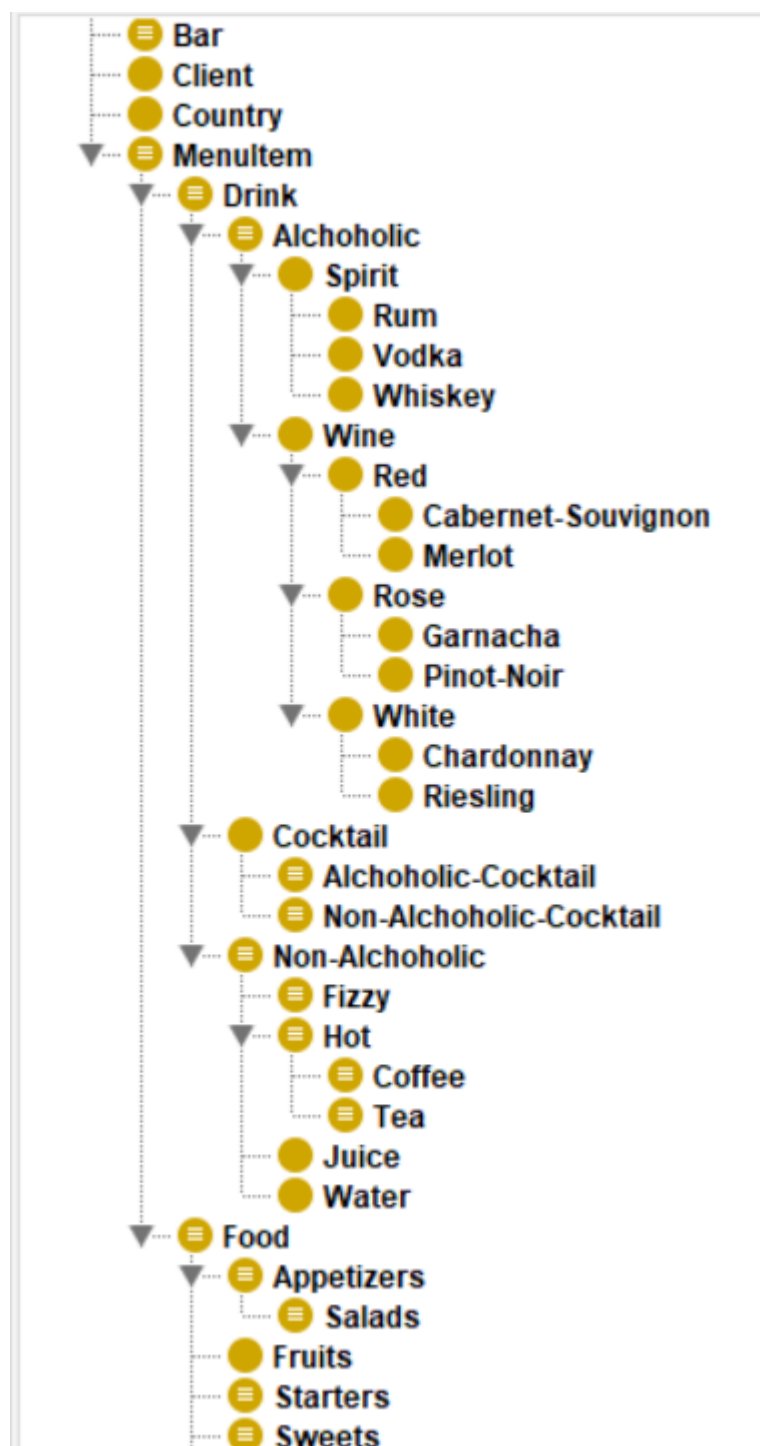 Bar
Client
Country
MenuItem
Drink
Alchoholic
Spirit
Rum
Vodka
Whiskey
Wine
Red
Cabernet-Souvignon
Merlot
Rose
Garnacha
Pinot-Noir
White
Chardonnay
Riesling
Cocktail
Alchoholic-Cocktail
Non-Alchoholic-Cocktail
Non-Alchoholic
Fizzy
Hot
Coffee
Tea
Juice
Water
Food
Appetizers
Salads
Fruits
Starters
Sweets